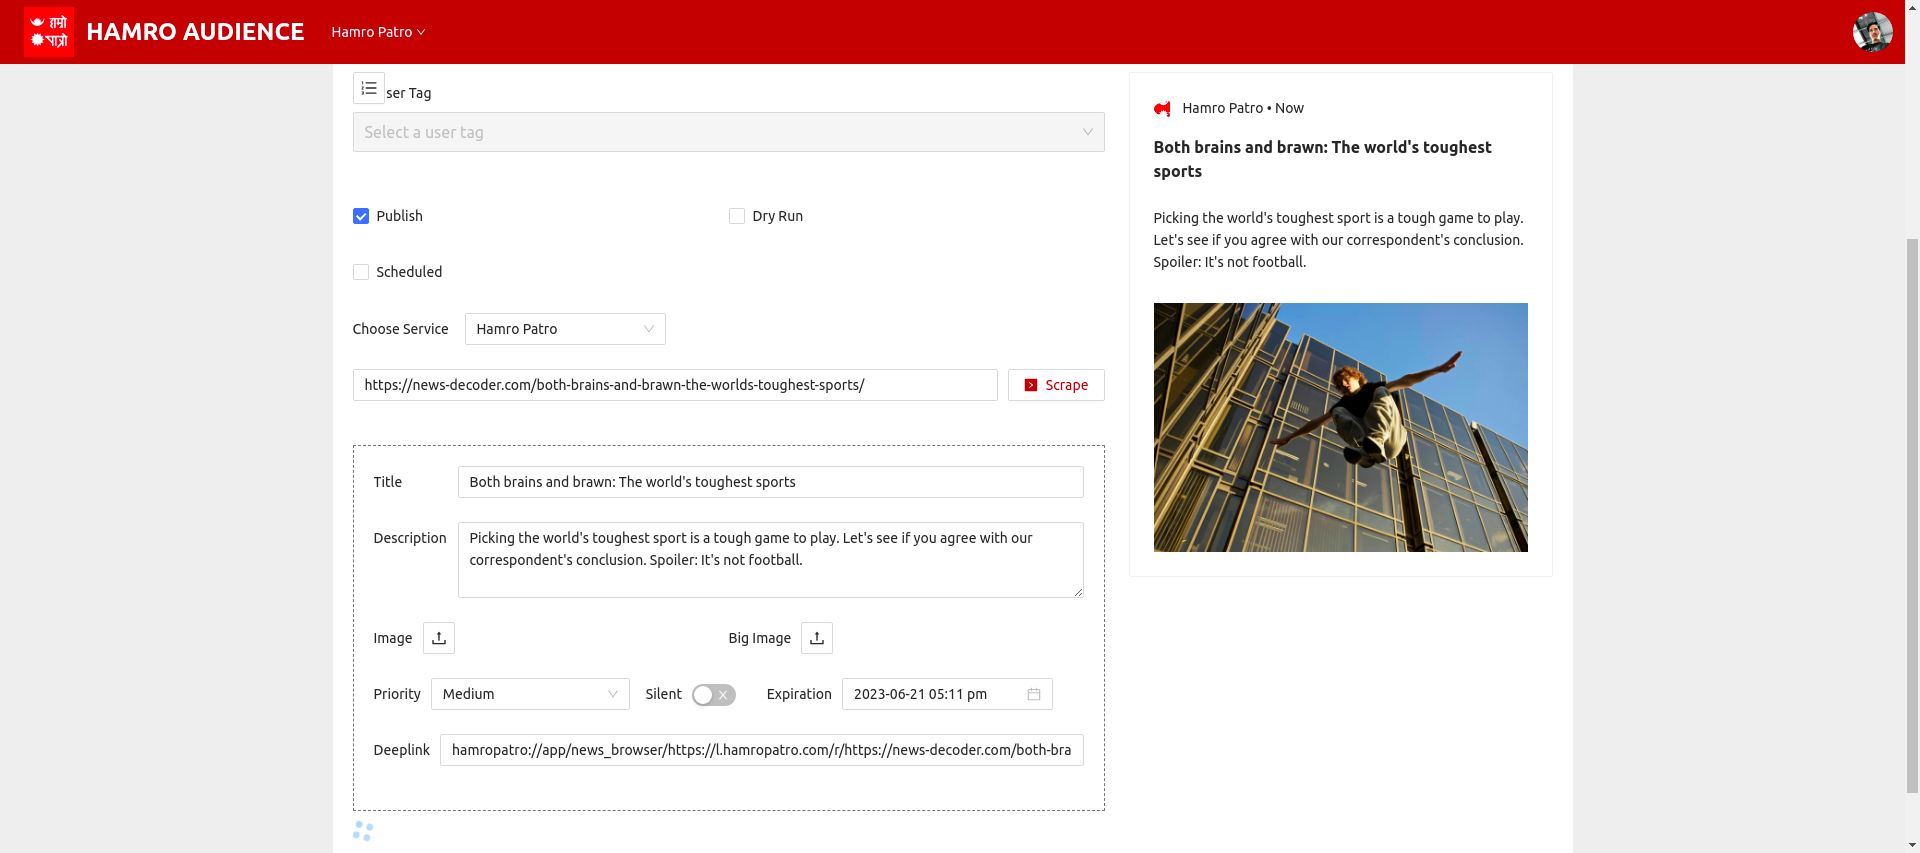 हाम्रो
पात्रो
HAMRO AUDIENCE
Hamro Patro
ser Tag
Select a user tag
Publish
Dry Run
Scheduled
Choose Service
Hamro Patro
https://news-decoder.com/both-brains-and-brawn-the-worlds-toughest-sports/
Scrape
Title
Both brains and brawn: The world's toughest sports
Description
Picking the world's toughest sport is a tough game to play. Let's see if you agree with our
correspondent's conclusion. Spoiler: It's not football.
Image
Big Image
Priority
Medium
Silent
Expiration
2023-06-21 05:11 pm
Deeplink
hamropatro://app/news_browser/https://l.hamropatro.com/r/https://news-decoder.com/both-bra
Hamro Patro • Now
Both brains and brawn: The world's toughest
sports
Picking the world's toughest sport is a tough game to play.
Let's see if you agree with our correspondent's conclusion.
Spoiler: It's not football.